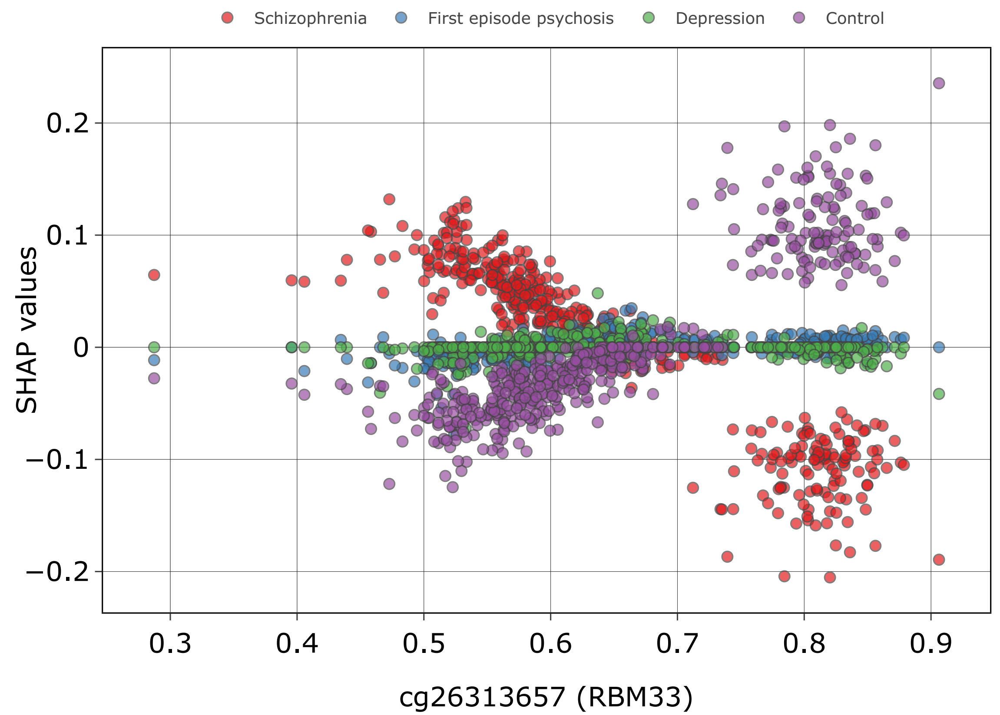 Schizophrenia First episode psychosis Depression Control
SHAP values
0.2
0.1
0
−0.1
−0.2
0.3 0.4 0.5 0.6 0.7 0.8 0.9
cg26313657 (RBM33)